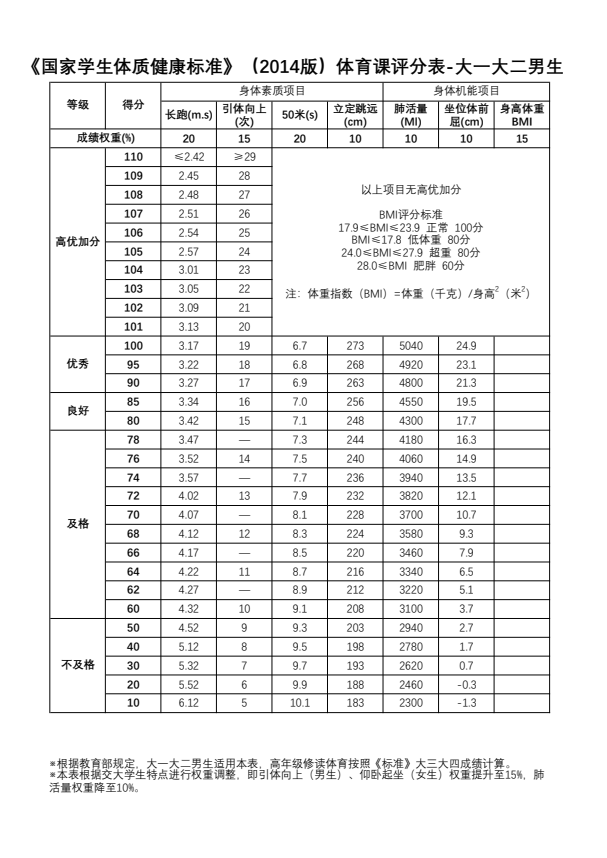 《国家学生体质健康标准》（2014版）体育课评分表-大一大二男生
等级 得分 身体素质项目 身体机能项目
长跑(m.s) 引体向上(次) 50米(s) 立定跳远(cm) 肺活量(Ml) 坐位体前屈(cm) 身高体重BMI
成绩权重(%) 20 15 20 10 10 10 15
高优加分
110 ≤2.42 ≥29
109 2.45 28
108 2.48 27
107 2.51 26
106 2.54 25
105 2.57 24
104 3.01 23
103 3.05 22
102 3.09 21
101 3.13 20
以上项目无高优加分
BMI评分标准
17.9≤BMI≤23.9 正常 100分
BMI≤17.8 低体重 80分
24.0≤BMI≤27.9 超重 80分
28.0≤BMI 肥胖 60分
注：体重指数（BMI）=体重（千克）/身高²（米²）
优秀
100 3.17 19 6.7 273 5040 24.9
95 3.22 18 6.8 268 4920 23.1
90 3.27 17 6.9 263 4800 21.3
良好
85 3.34 16 7.0 256 4550 19.5
80 3.42 15 7.1 248 4300 17.7
及格
78 3.47 — 7.3 244 4180 16.3
76 3.52 14 7.5 240 4060 14.9
74 3.57 — 7.7 236 3940 13.5
72 4.02 13 7.9 232 3820 12.1
70 4.07 — 8.1 228 3700 10.7
68 4.12 12 8.3 224 3580 9.3
66 4.17 — 8.5 220 3460 7.9
64 4.22 11 8.7 216 3340 6.5
62 4.27 — 8.9 212 3220 5.1
60 4.32 10 9.1 208 3100 3.7
不及格
50 4.52 9 9.3 203 2940 2.7
40 5.12 8 9.5 198 2780 1.7
30 5.32 7 9.7 193 2620 0.7
20 5.52 6 9.9 188 2460 -0.3
10 6.12 5 10.1 183 2300 -1.3
※根据教育部规定，大一大二男生适用本表，高年级修读体育按照《标准》大三大四成绩计算。
※本表根据交大学生特点进行权重调整，即引体向上（男生）、仰卧起坐（女生）权重提升至15%，肺
活量权重降至10%。